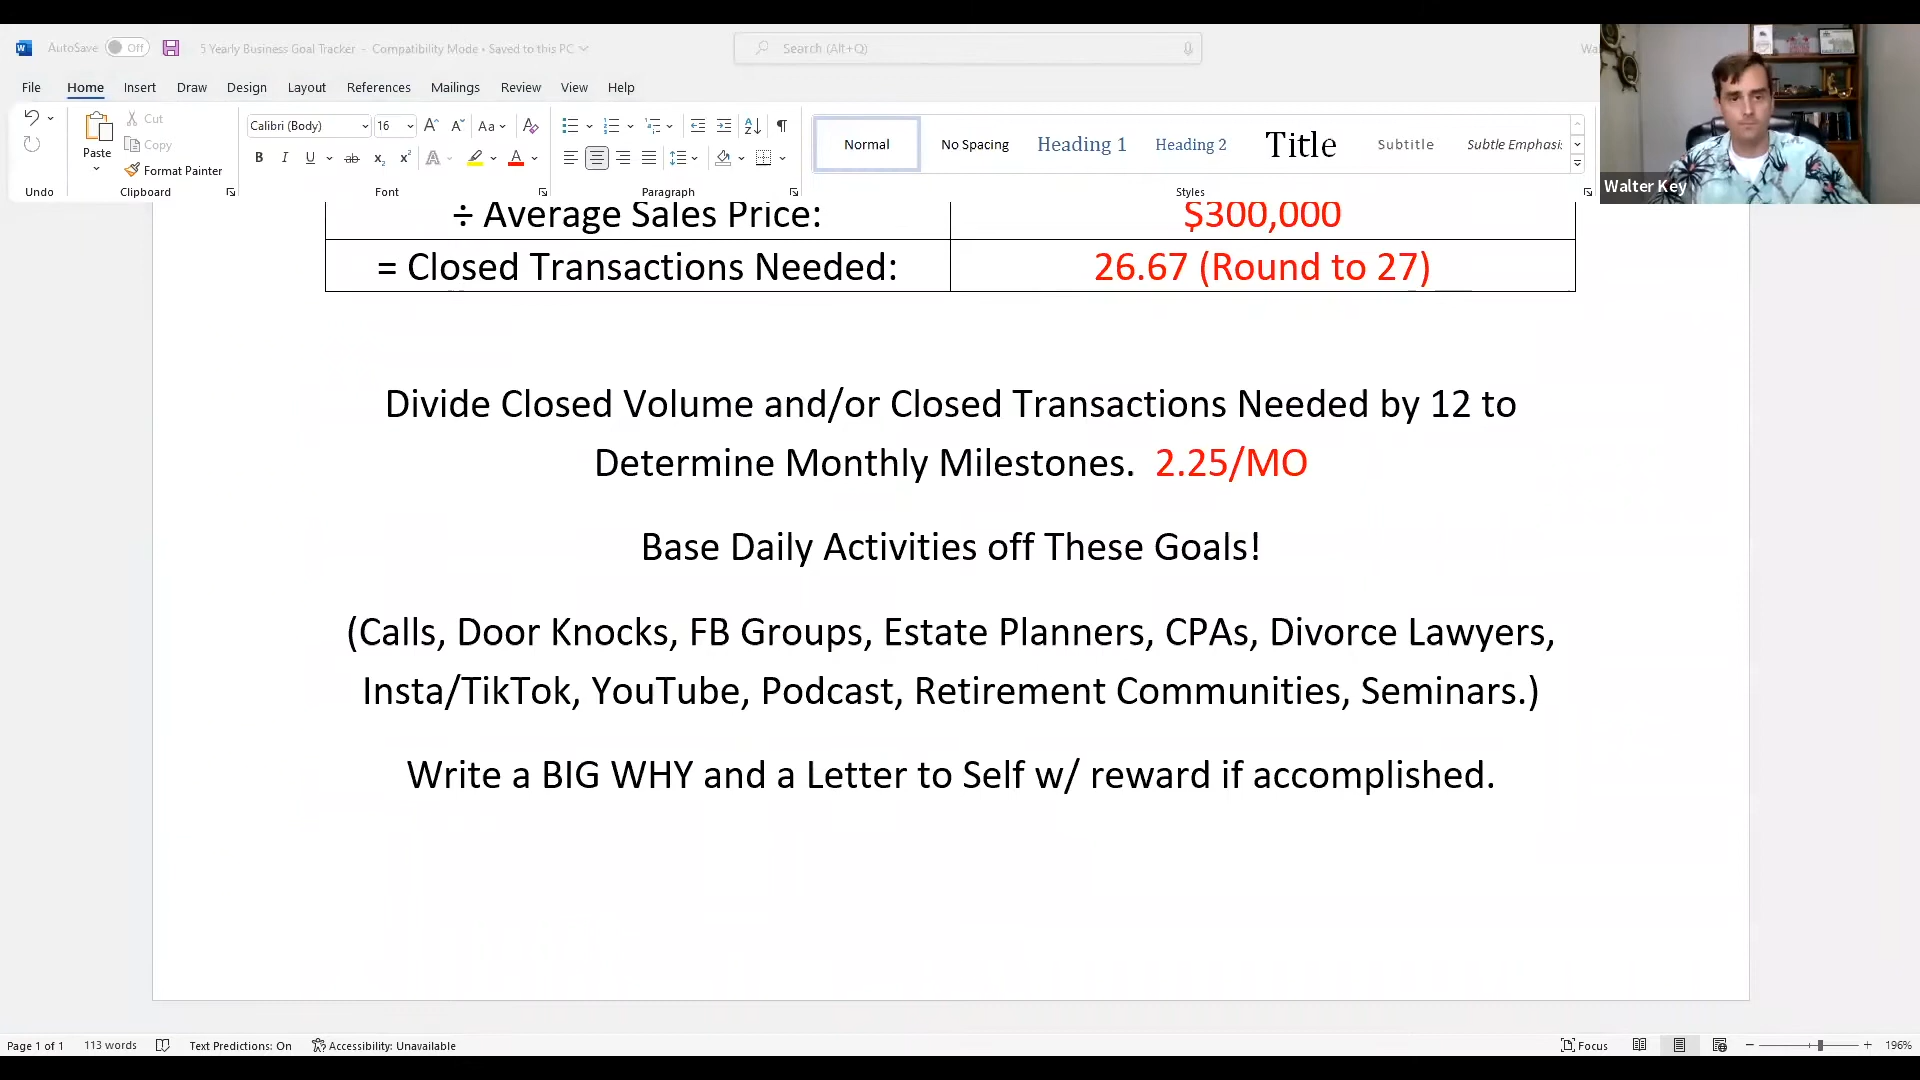 AutoSave Off 5 Yearly Business Goal Tracker - Compatibility Mode • Saved to this PC Search (Alt+Q)
File Home Insert Draw Design Layout References Mailings Review View Help
Paste Cut Copy Format Painter
Calibri (Body) 16 Aa
Normal No Spacing Heading 1 Heading 2 Title Subtitle Subtle Emphasi
Undo Clipboard Font Paragraph Styles
Walter Key
÷ Average Sales Price: $300,000
= Closed Transactions Needed: 26.67 (Round to 27)
Divide Closed Volume and/or Closed Transactions Needed by 12 to
Determine Monthly Milestones. 2.25/MO
Base Daily Activities off These Goals!
(Calls, Door Knocks, FB Groups, Estate Planners, CPAs, Divorce Lawyers,
Insta/TikTok, YouTube, Podcast, Retirement Communities, Seminars.)
Write a BIG WHY and a Letter to Self w/ reward if accomplished.
Page 1 of 1 113 words Text Predictions: On Accessibility: Unavailable Focus 196%